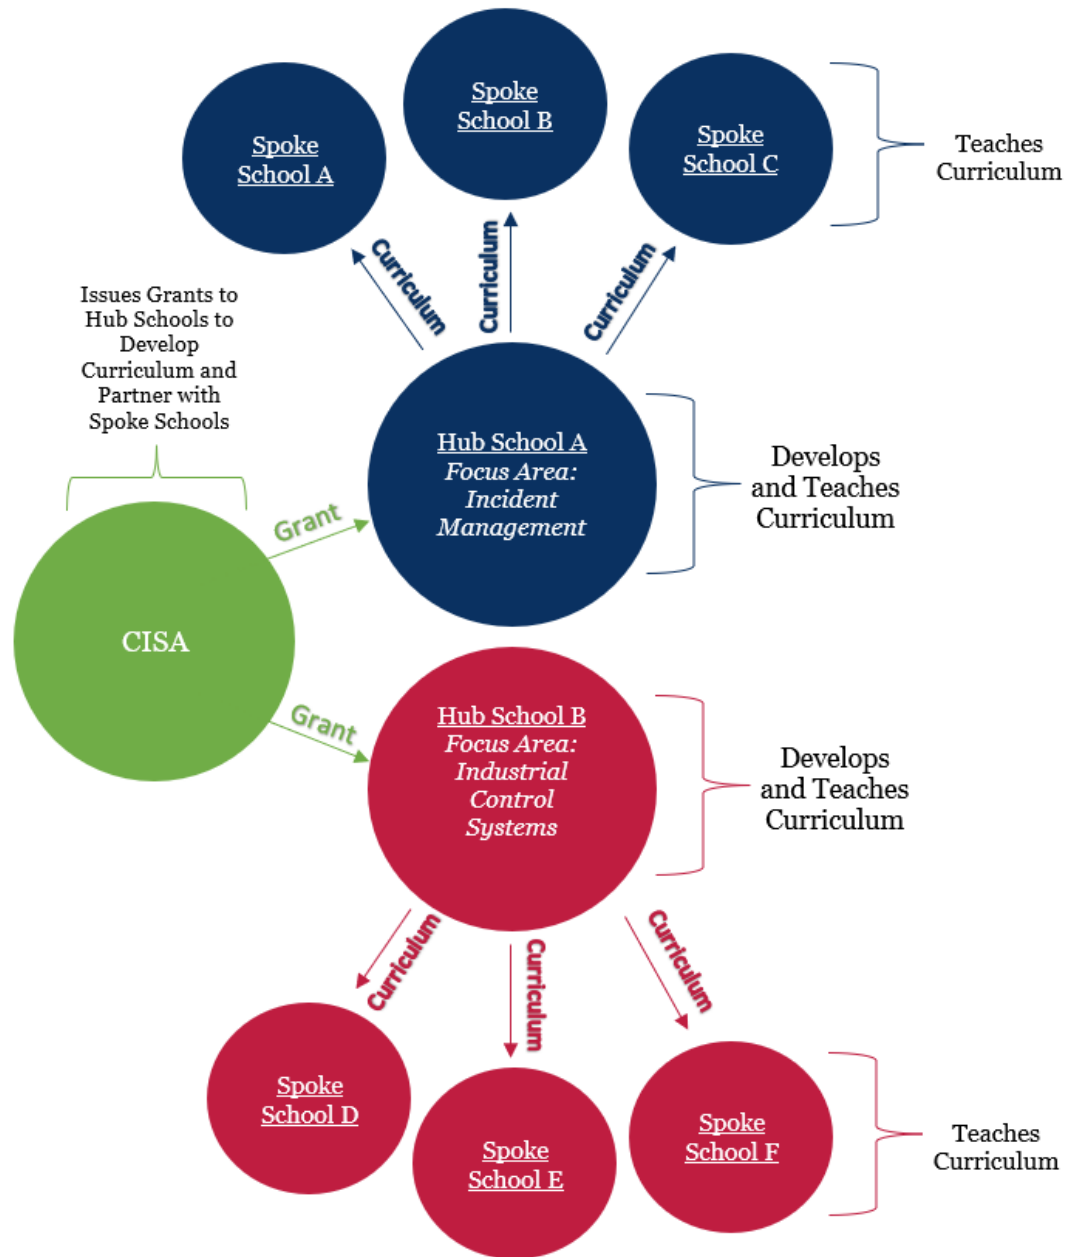 Spoke
School B
Spoke
School A
Spoke
School C
Teaches
Curriculum
Curriculum
Curriculum
Curriculum
Issues Grants to
Hub Schools to
Develop
Curriculum and
Partner with
Spoke Schools
Hub School A
Focus Area:
Incident
Management
Develops
and Teaches
Curriculum
Grant
CISA
Grant
Hub School B
Focus Area:
Industrial
Control
Systems
Develops
and Teaches
Curriculum
Curriculum
Curriculum
Curriculum
Spoke
School D
Spoke
School E
Spoke
School F
Teaches
Curriculum